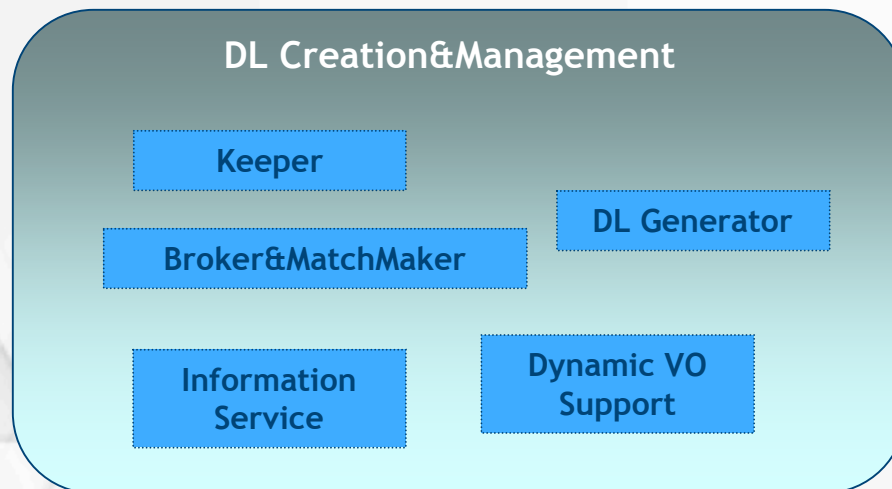 DL Creation&Management
Keeper
DL Generator
Broker&MatchMaker
Information
Service
Dynamic VO
Support